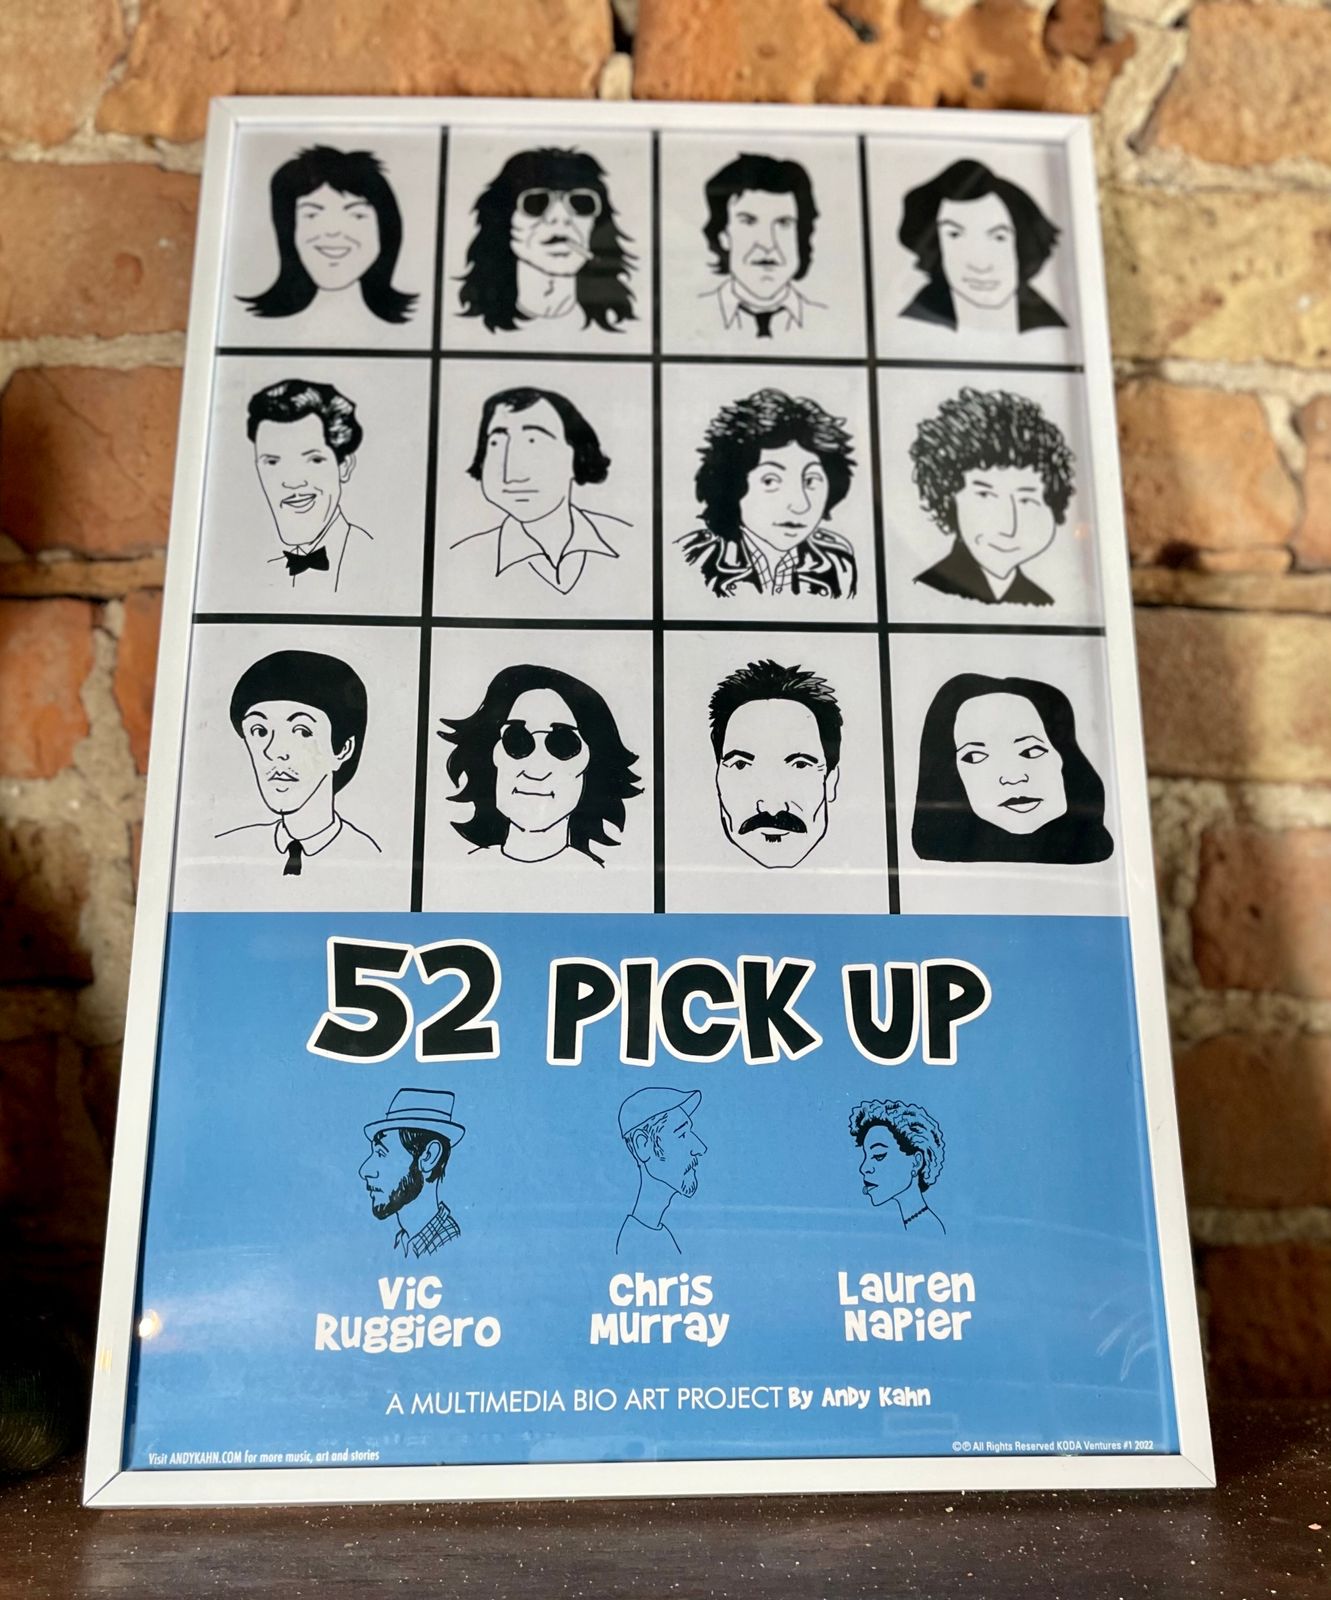 52 PICK UP
Vic
Ruggiero
Chris
Murray
Lauren
Napier
A MULTIMEDIA BIO ART PROJECT By Andy Kahn
Visit ANDYKAHN.COM for more music, art and stories
©℗ All Rights Reserved KODA Ventures #1 2022